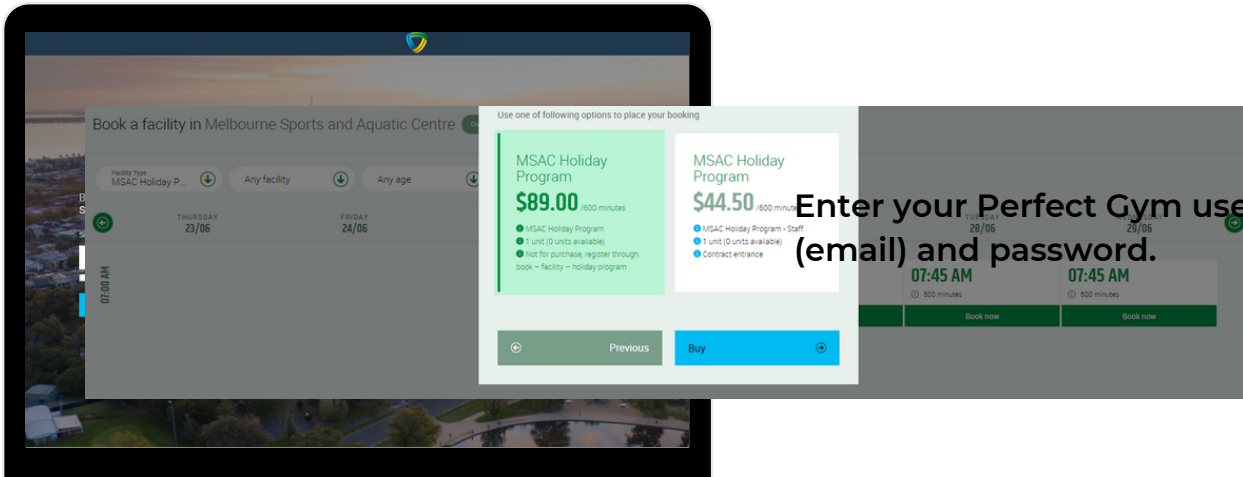 Use one of following options to place your booking
Book a facility in Melbourne Sports and Aquatic Centre
Facility Type
MSAC Holiday P...
Any facility
Any age
THURSDAY
23/06
FRIDAY
24/06
07:00 AM
MSAC Holiday
Program
$89.00 /600 minutes
MSAC Holiday Program
1 unit (0 units available)
Not for purchase, register through
book – facility – holiday program
MSAC Holiday
Program
$44.50 /600 minutes
MSAC Holiday Program - Staff
1 unit (0 units available)
Contract entrance
Previous
Buy
Enter your Perfect Gym use
(email) and password.
TUESDAY
28/06
WEDNESDAY
29/06
07:45 AM
600 minutes
Book now
07:45 AM
600 minutes
Book now